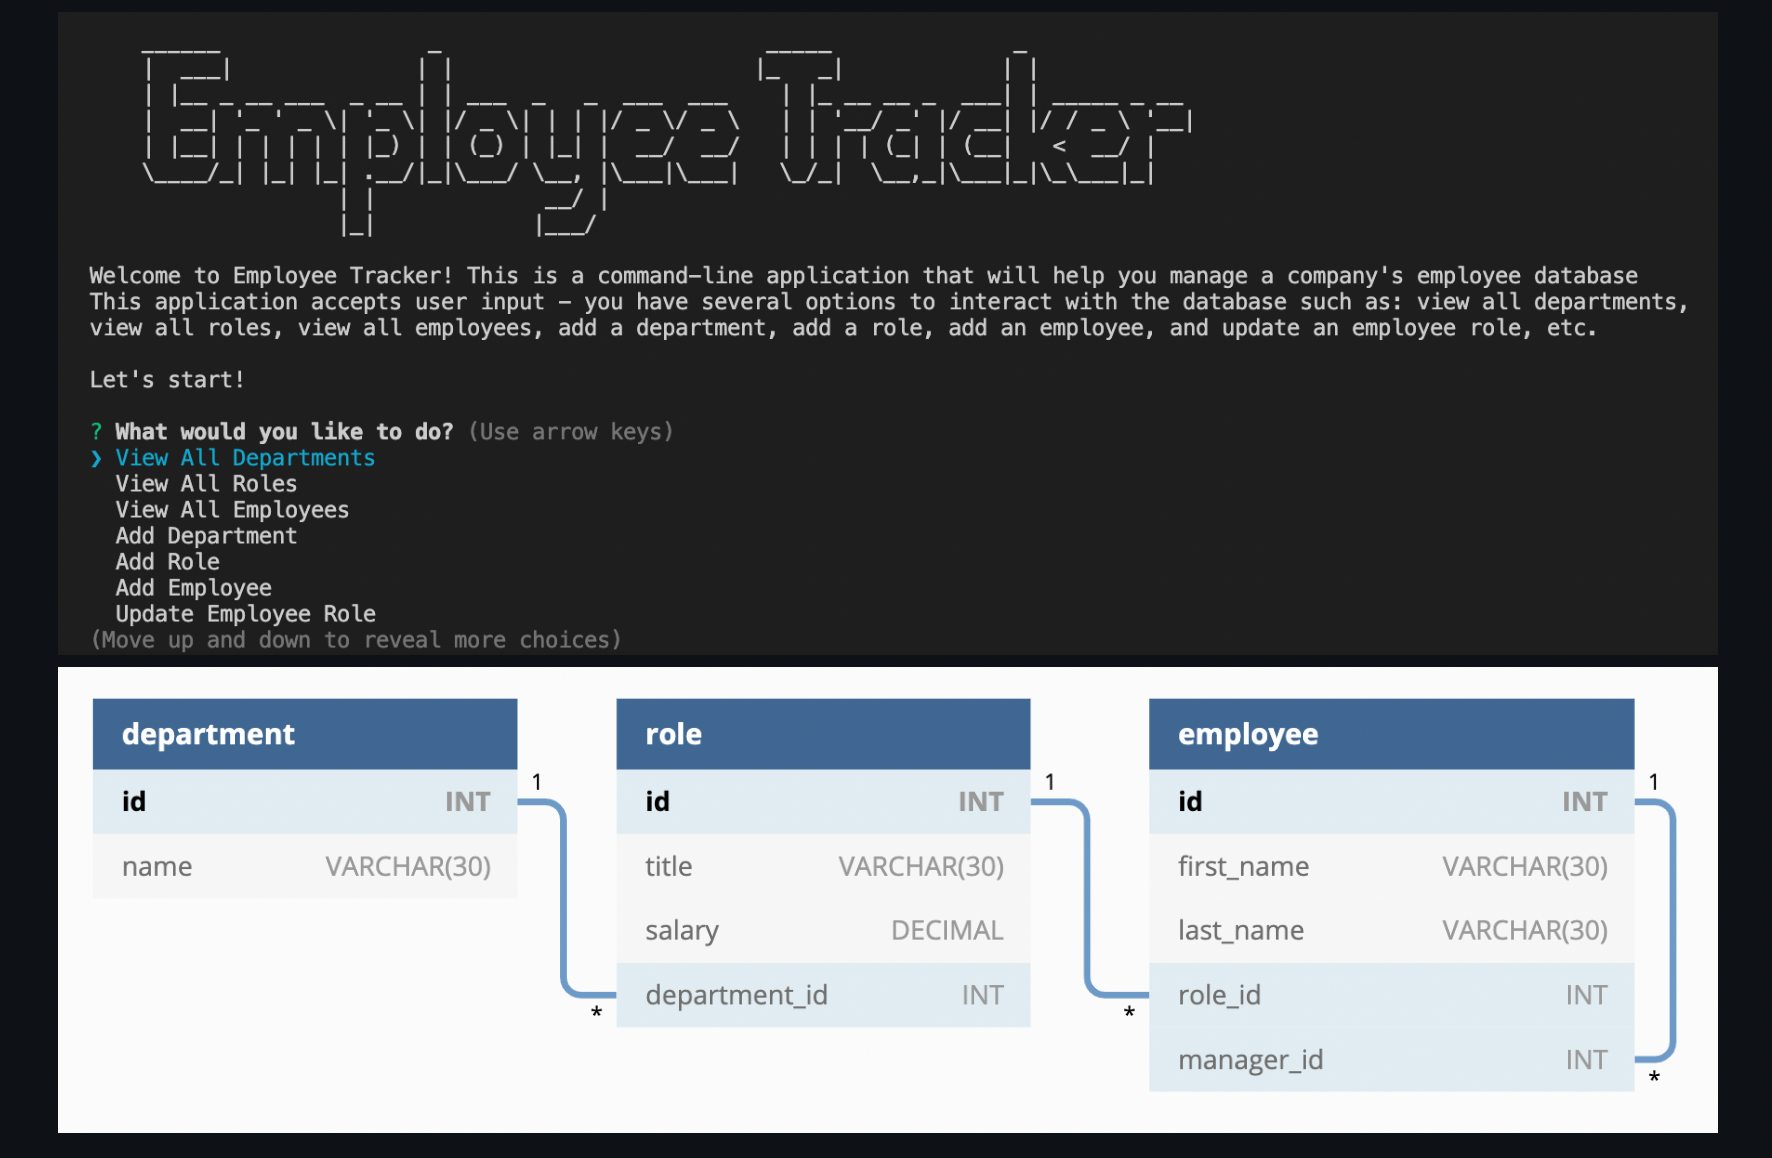 Employee Tracker
Welcome to Employee Tracker! This is a command-line application that will help you manage a company's employee database
This application accepts user input - you have several options to interact with the database such as: view all departments,
view all roles, view all employees, add a department, add a role, add an employee, and update an employee role, etc.
Let's start!
? What would you like to do? (Use arrow keys)
❯ View All Departments
View All Roles
View All Employees
Add Department
Add Role
Add Employee
Update Employee Role
(Move up and down to reveal more choices)
department
id INT
name VARCHAR(30)
1
*
role
id INT
title VARCHAR(30)
salary DECIMAL
department_id INT
1
*
employee
id INT
first_name VARCHAR(30)
last_name VARCHAR(30)
role_id INT
manager_id INT
1
*